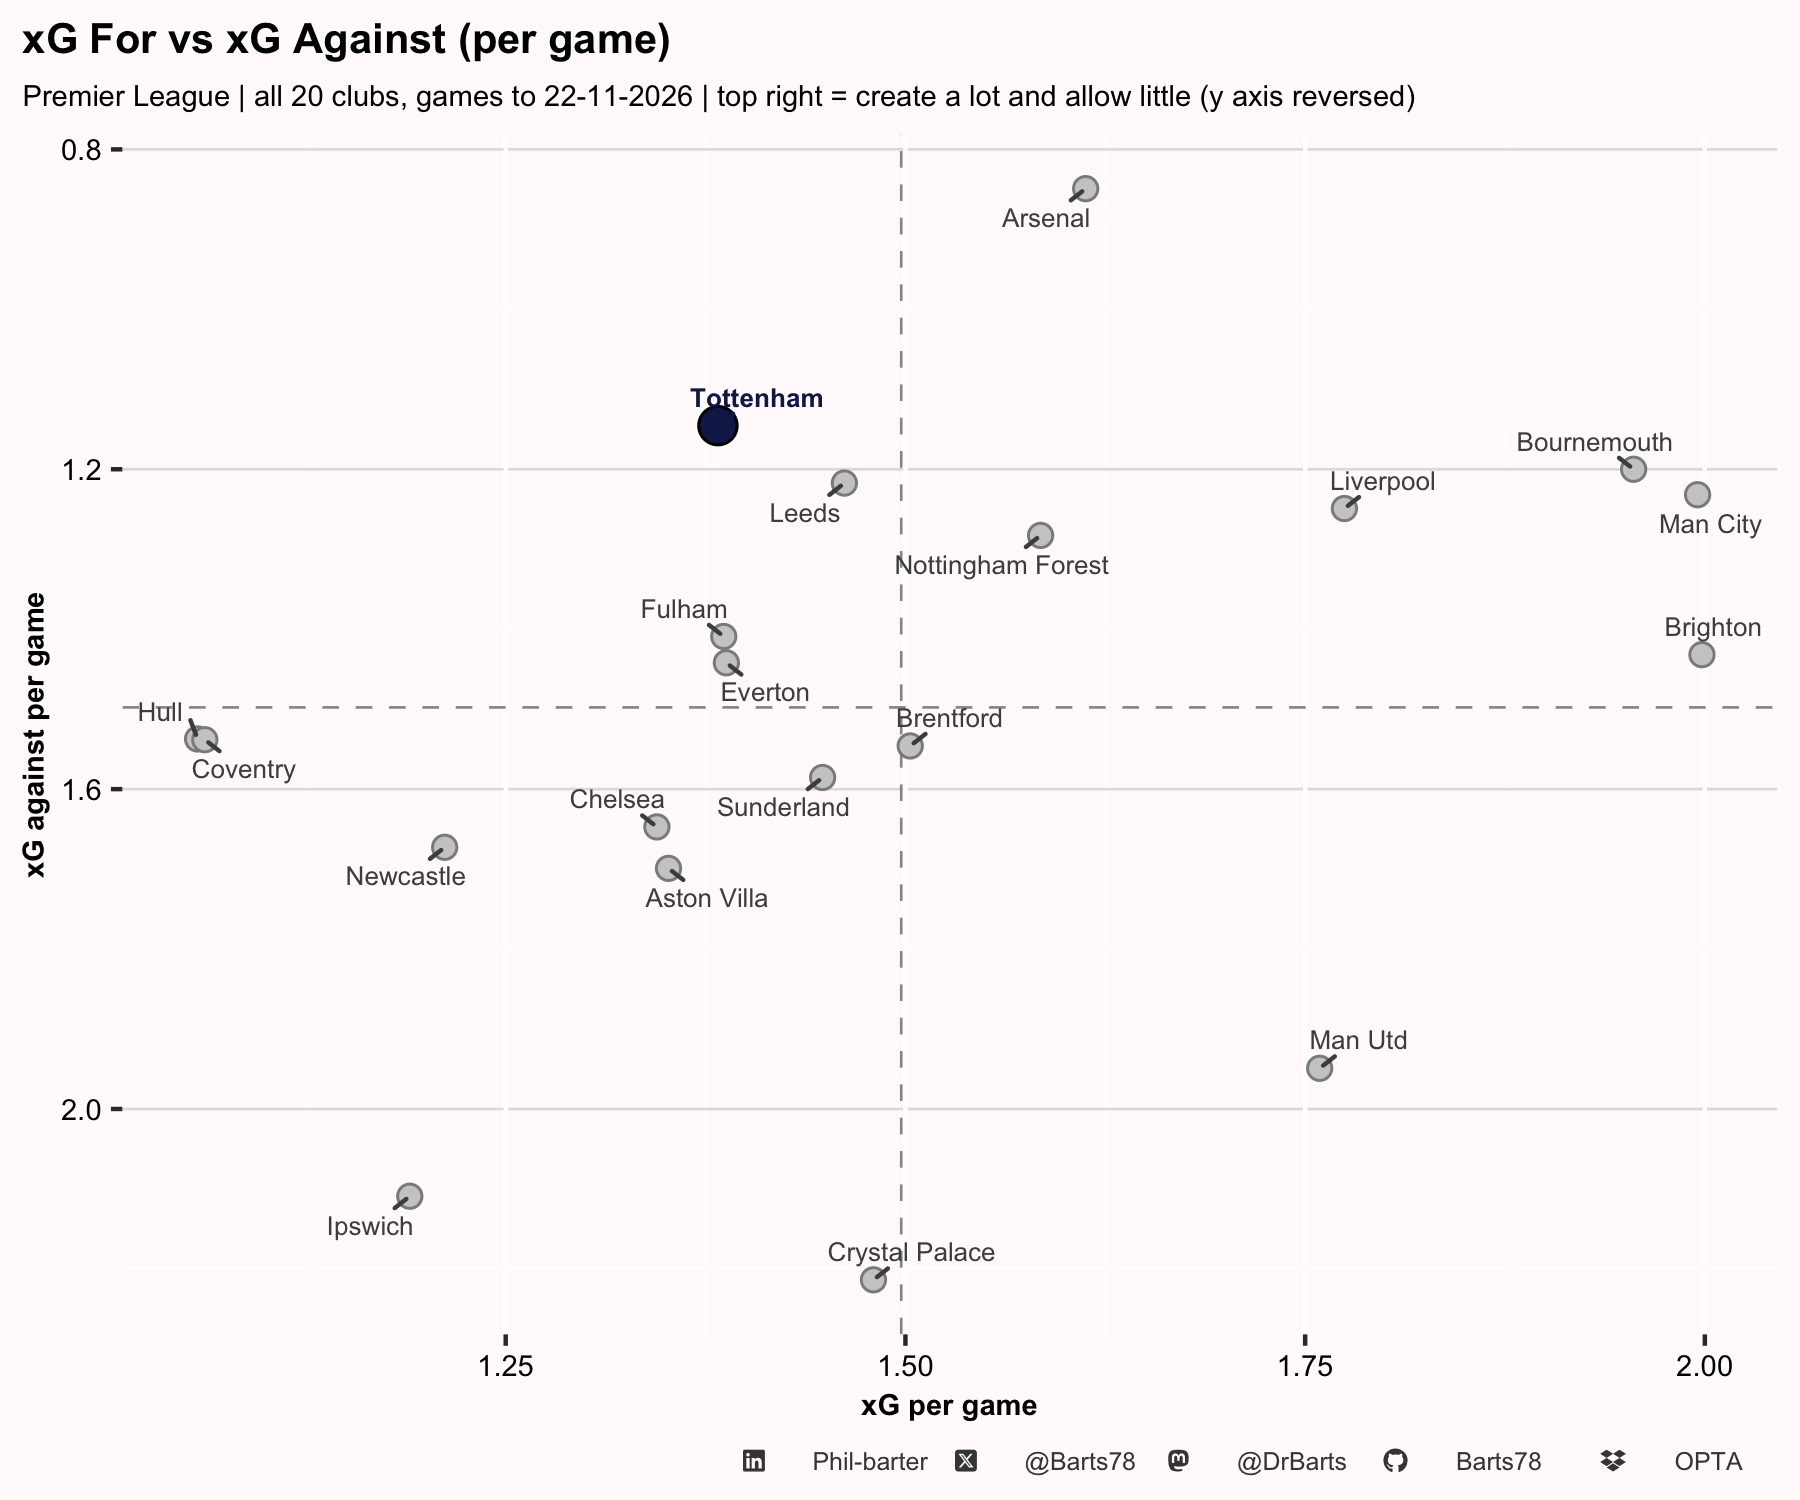 xG For vs xG Against (per game)
Premier League | all 20 clubs, games to 22-11-2026 | top right = create a lot and allow little (y axis reversed)
0.8
Arsenal
Tottenham
1.2
Bournemouth
Liverpool
Leeds
Man City
Nottingham Forest
Fulham
Brighton
Everton
Hull
Brentford
Coventry
1.6
Chelsea
Sunderland
Newcastle
Aston Villa
xG against per game
Man Utd
2.0
Ipswich
Crystal Palace
1.25 1.50 1.75 2.00
xG per game
Phil-barter @Barts78 @DrBarts Barts78 OPTA